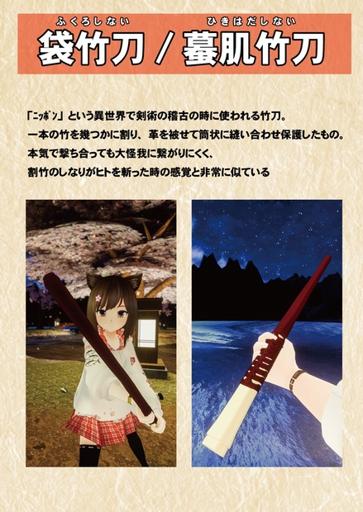 ふくろしない ひきはだしない
袋竹刀 / 蟇肌竹刀
「ﾆｯﾎﾟﾝ」という異世界で剣術の稽古の時に使われる竹刀。
一本の竹を幾つかに割り、革を被せて筒状に縫い合わせ保護したもの。
本気で撃ち合っても大怪我に繋がりにくく、
割竹のしなりがヒトを斬った時の感覚と非常に似ている